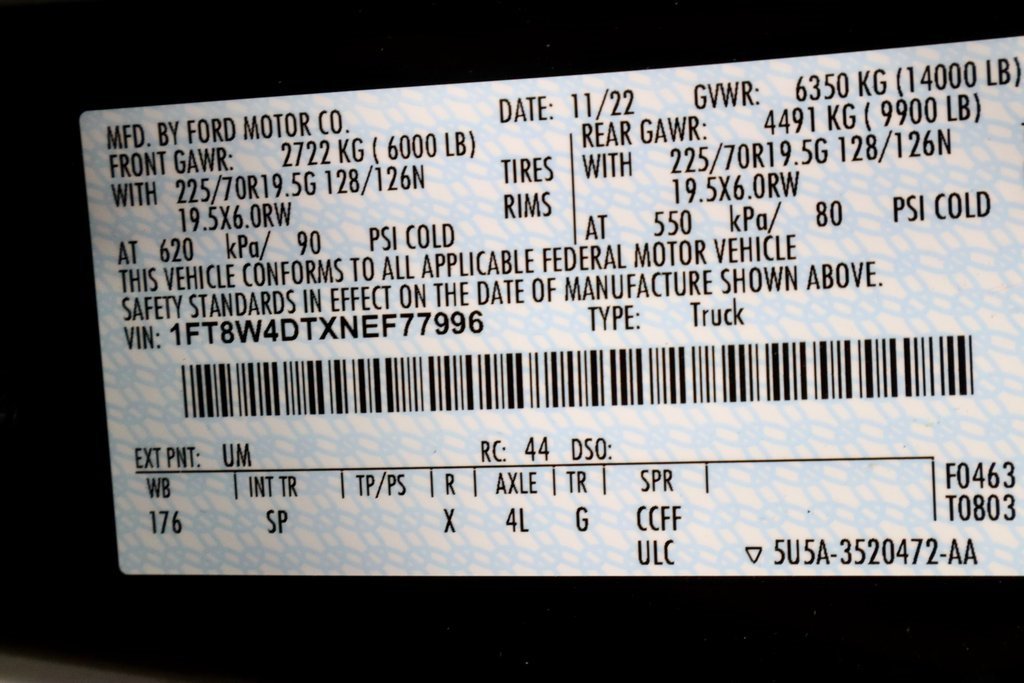 MFD. BY FORD MOTOR CO. DATE: 11/22 GVWR: 6350 KG (14000 LB)
FRONT GAWR: 2722 KG ( 6000 LB) REAR GAWR: 4491 KG ( 9900 LB)
WITH 225/70R19.5G 128/126N TIRES WITH 225/70R19.5G 128/126N
19.5X6.0RW RIMS 19.5X6.0RW
AT 620 kPa/ 90 PSI COLD AT 550 kPa/ 80 PSI COLD
THIS VEHICLE CONFORMS TO ALL APPLICABLE FEDERAL MOTOR VEHICLE
SAFETY STANDARDS IN EFFECT ON THE DATE OF MANUFACTURE SHOWN ABOVE.
VIN: 1FT8W4DTXNEF77996 TYPE: Truck
EXT PNT: UM RC: 44 DSO:
WB INT TR TP/PS R AXLE TR SPR F0463
176 SP X 4L G CCFF T0803
ULC ▽ 5U5A-3520472-AA